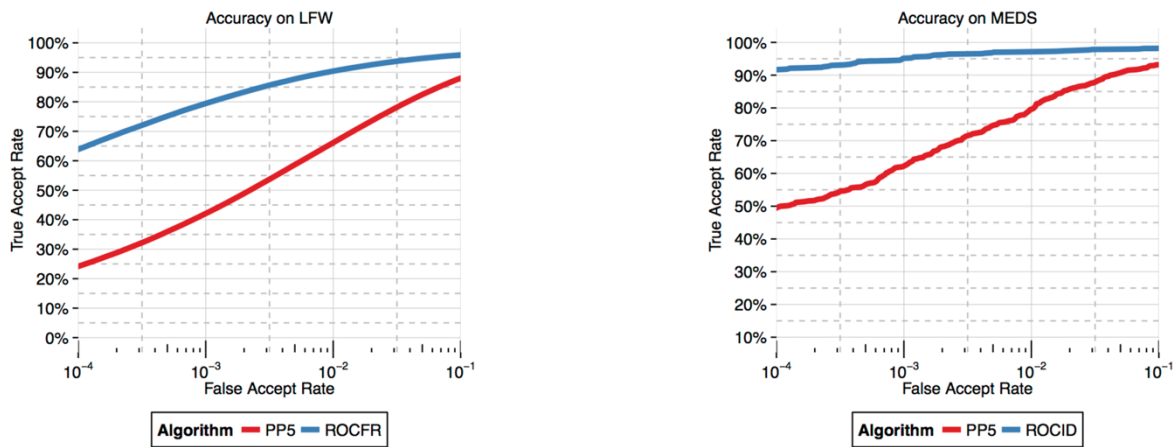 Accuracy on LFW
True Accept Rate
100%
90%
80%
70%
60%
50%
40%
30%
20%
10%
0%
10⁻⁴ 10⁻³ 10⁻² 10⁻¹
False Accept Rate
Algorithm PP5 ROCFR
Accuracy on MEDS
True Accept Rate
100%
90%
80%
70%
60%
50%
40%
30%
20%
10%
10⁻⁴ 10⁻³ 10⁻² 10⁻¹
False Accept Rate
Algorithm PP5 ROCID